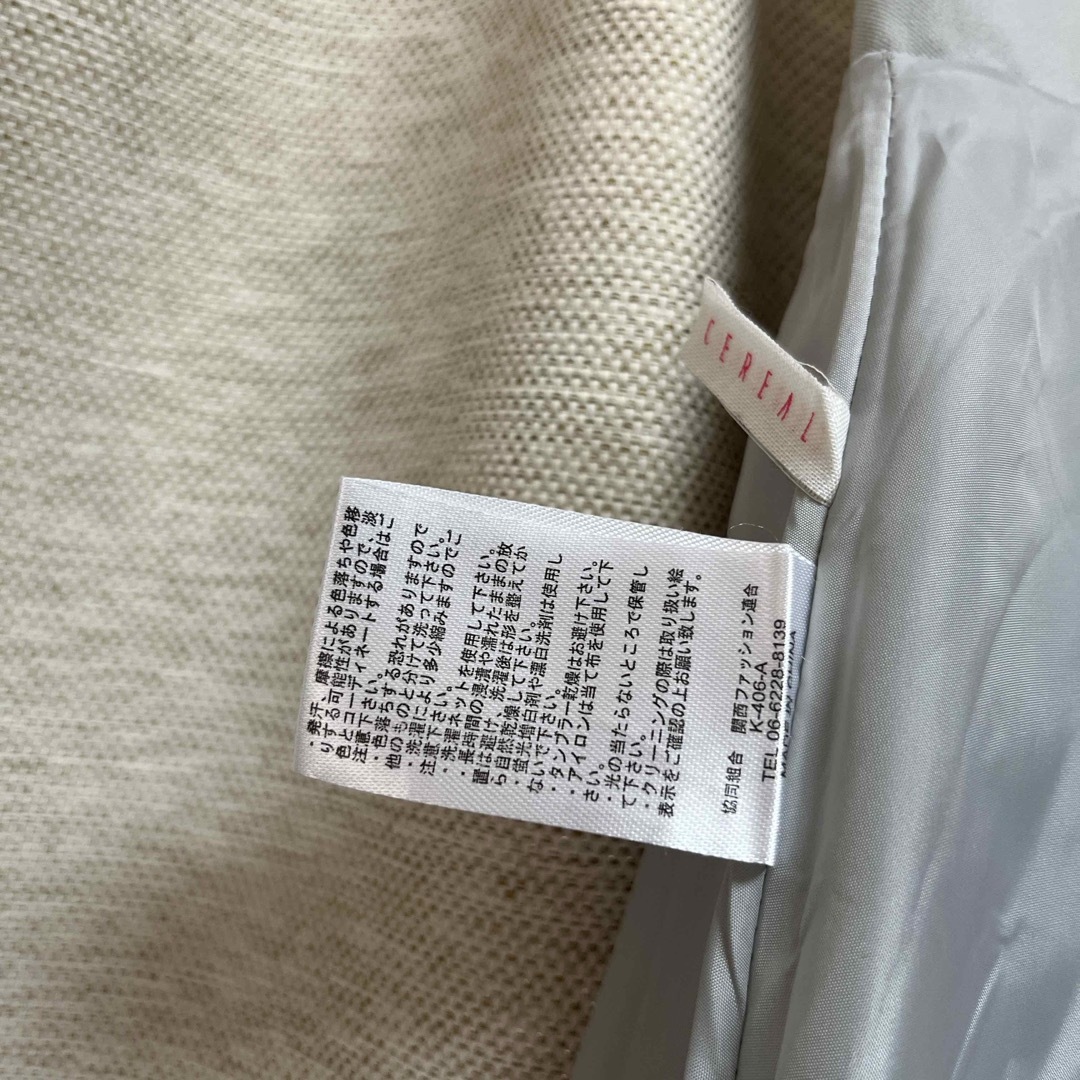 CEREAL
・発汗、摩擦による色落ちや色移
りする可能性がありますので、淡
色とコーディネートする場合はご
注意下さい。
・色落ちする恐れがありますので
他のものと分けて洗って下さい。
・洗濯により多少縮みますのでご
注意下さい。
・洗濯ネットを使用して下さい。
・長時間の浸漬や濡れたままの放
置は避け、洗濯後は形を整えてか
ら自然乾燥して下さい。
・蛍光増白剤や漂白洗剤は使用し
ないで下さい。
・タンブラー乾燥はお避け下さい。
・アイロンは当て布を使用して下
さい。
・光の当たらないところで保管し
て下さい。
・クリーニングの際は取り扱い絵
表示をご確認の上お願い致します。
協同組合 関西ファッション連合
K-406-A
TEL 06-6228-8139